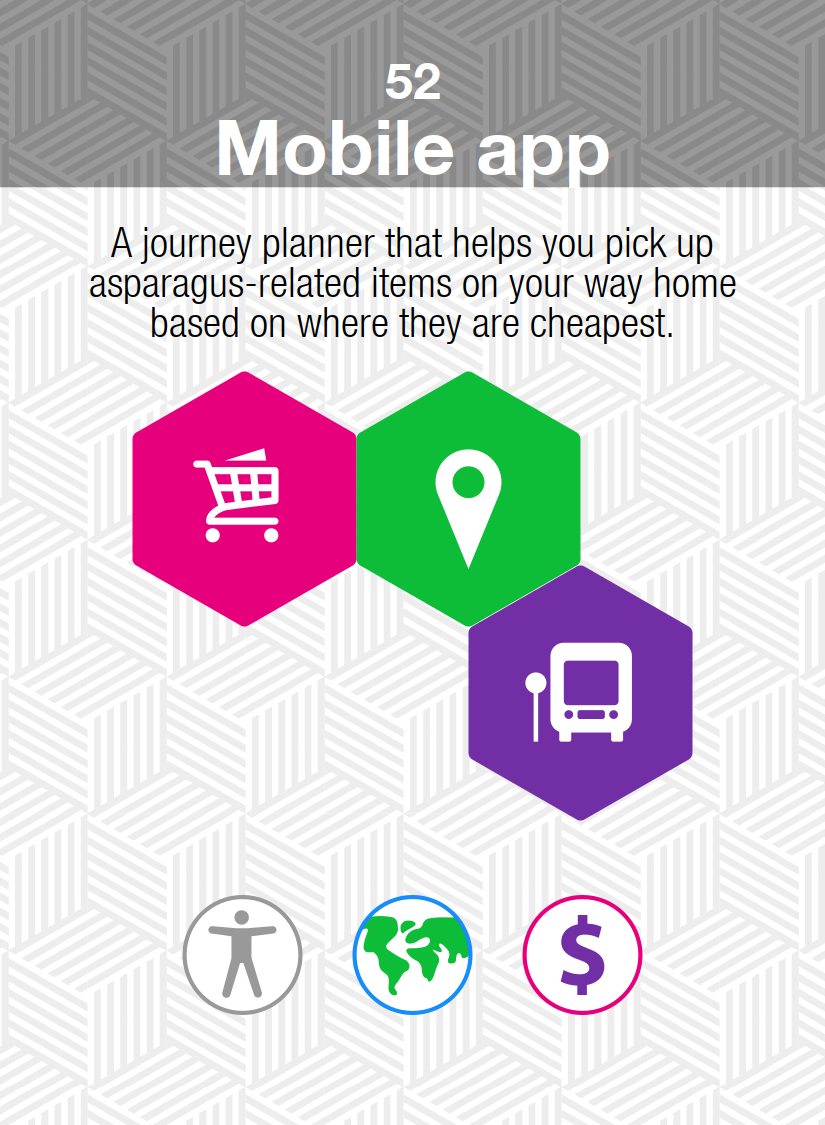 52
Mobile app
A journey planner that helps you pick up
asparagus-related items on your way home
based on where they are cheapest.
$